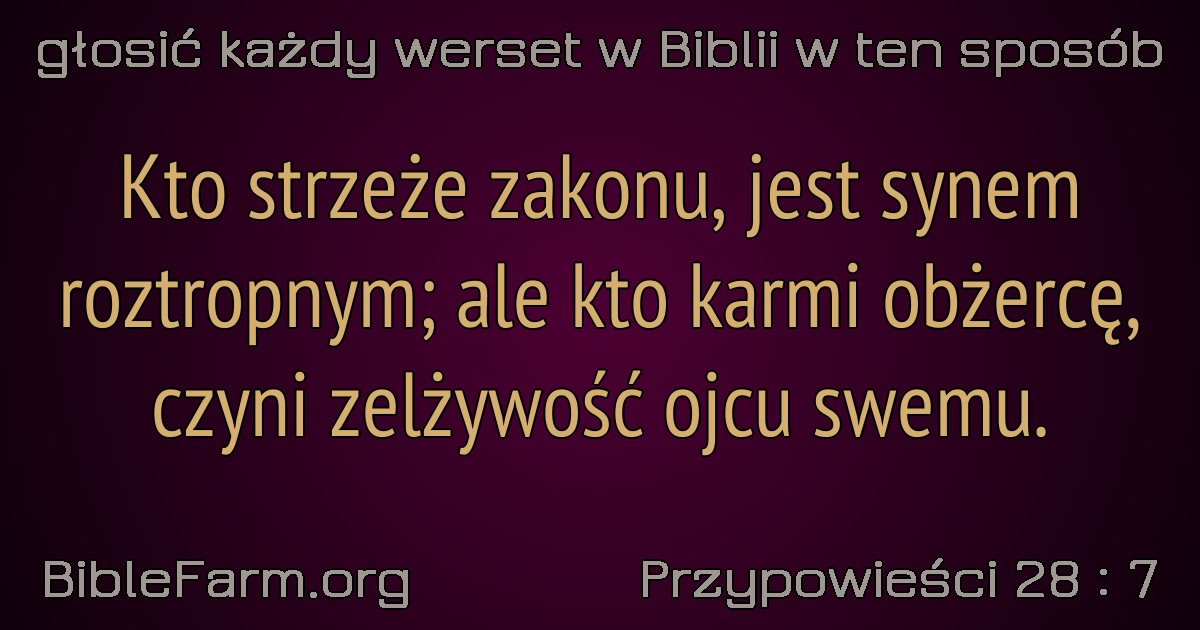 głosić każdy werset w Biblii w ten sposób
Kto strzeże zakonu, jest synem
roztropnym; ale kto karmi obżercę,
czyni zelżywość ojcu swemu.
BibleFarm.org
Przypowieści 28 : 7